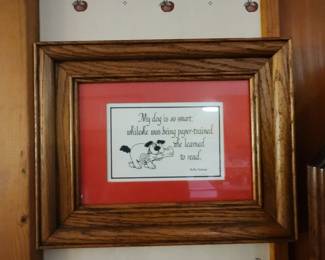 My dog is so smart,
while he was being paper-trained
he learned
to read.